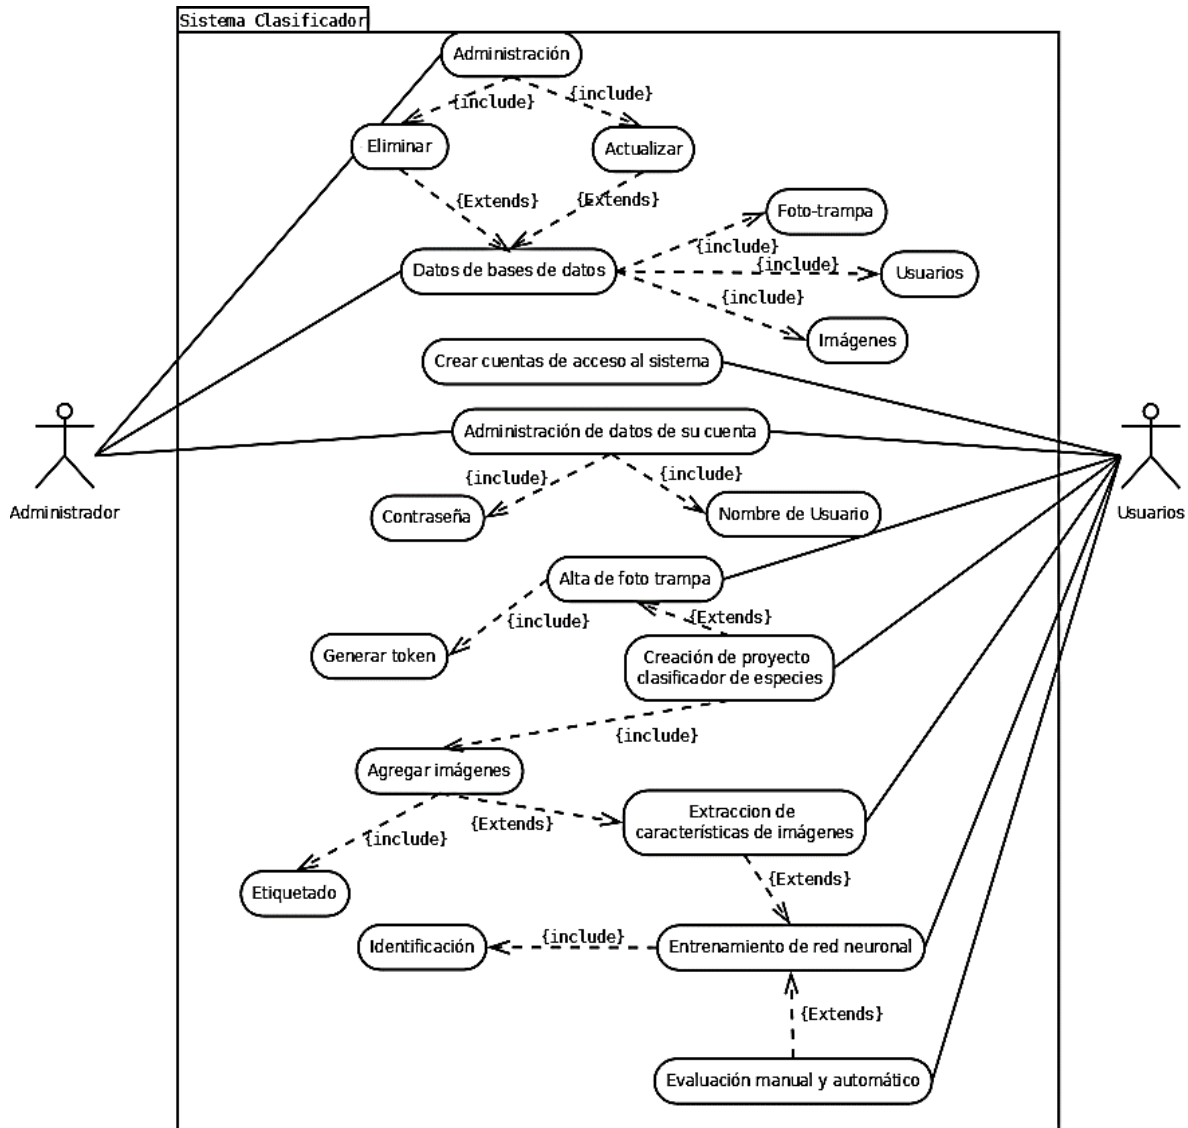 Sistema Clasificador
Administración
{include}
{include}
Eliminar
Actualizar
{Extends}
{Extends}
Foto-trampa
{include}
Datos de bases de datos
{include}
Usuarios
{include}
Imágenes
Crear cuentas de acceso al sistema
Administración de datos de su cuenta
{include}
{include}
Administrador
Contraseña
Nombre de Usuario
Usuarios
Alta de foto trampa
{include}
{Extends}
Generar token
Creación de proyecto
clasificador de especies
{include}
Agregar imágenes
Extraccion de
características de imágenes
{include}
{Extends}
{Extends}
Etiquetado
Identificación
{include}
Entrenamiento de red neuronal
{Extends}
Evaluación manual y automático